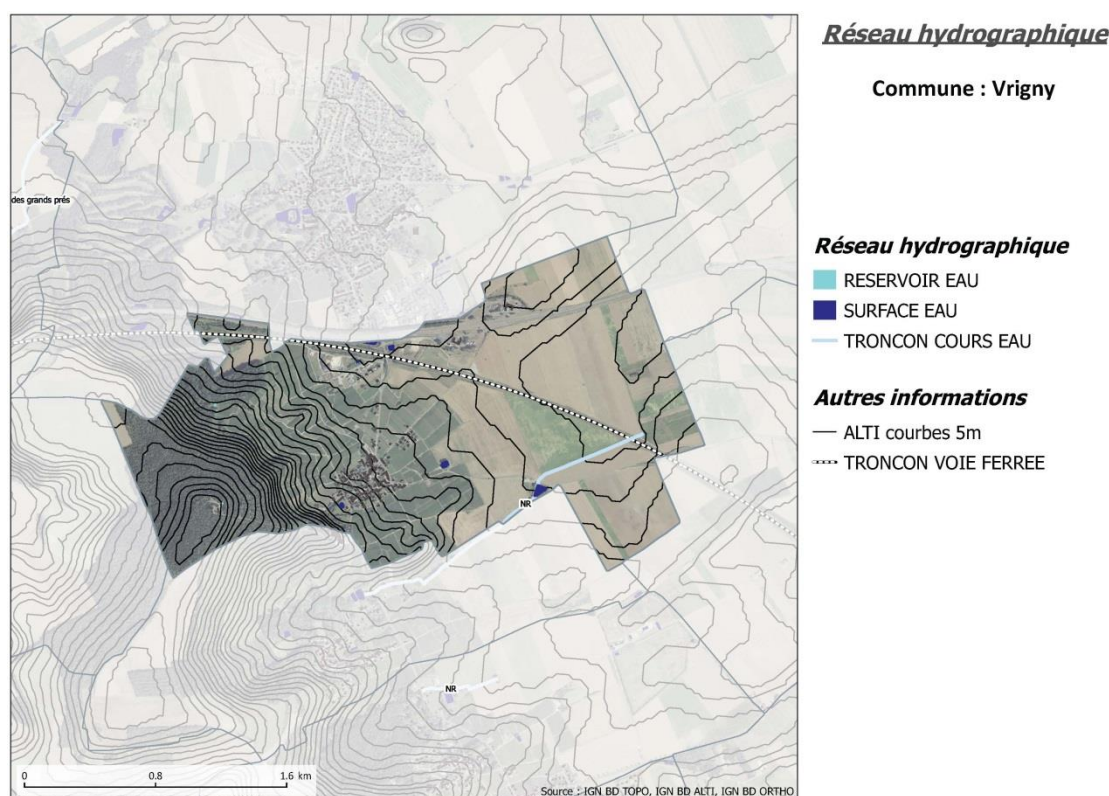 Réseau hydrographique
Commune : Vrigny
des grands prés
NR
NR
0 0.8 1.6 km
Source : IGN BD TOPO, IGN BD ALTI, IGN BD ORTHO
Réseau hydrographique
RESERVOIR EAU
SURFACE EAU
TRONCON COURS EAU
Autres informations
ALTI courbes 5m
TRONCON VOIE FERREE